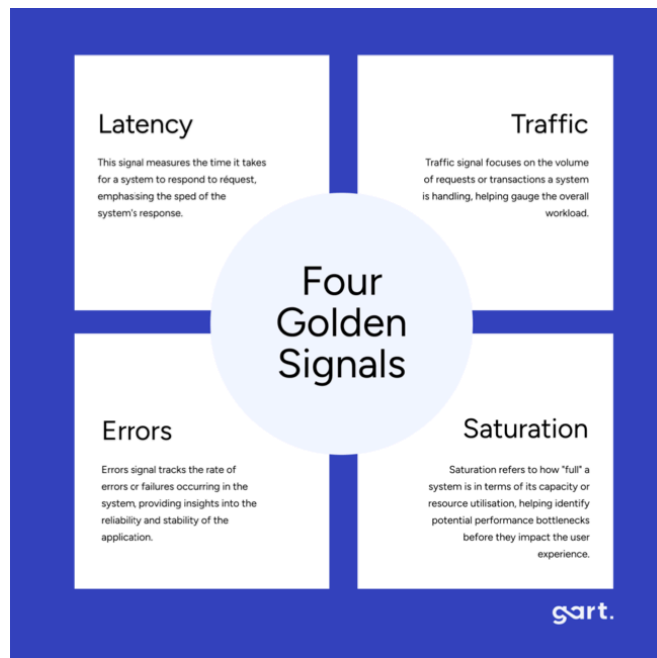 Latency
This signal measures the time it takes
for a system to respond to réquest,
emphasising the sped of the
system's response.
Traffic
Traffic signal focuses on the volume
of requests or transactions a system
is handling, helping gauge the overall
workload.
Four
Golden
Signals
Errors
Errors signal tracks the rate of
errors or failures occurring in the
system, providing insights into the
reliability and stability of the
application.
Saturation
Saturation refers to how "full" a
system is in terms of its capacity or
resource utilisation, helping identify
potential performance bottlenecks
before they impact the user
experience.
gart.